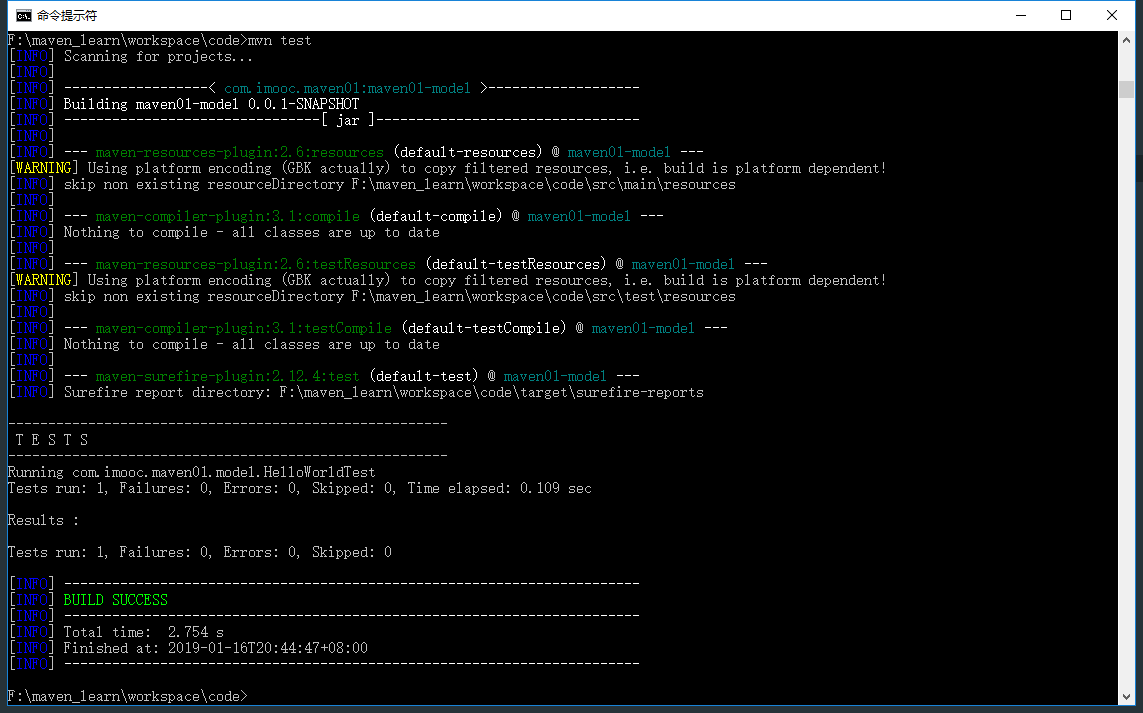 命令提示符
F:\maven_learn\workspace\code>mvn test
[INFO] Scanning for projects...
[INFO]
[INFO] ------------------< com.imooc.maven01:maven01-model >-------------------
[INFO] Building maven01-model 0.0.1-SNAPSHOT
[INFO] --------------------------------[ jar ]---------------------------------
[INFO]
[INFO] --- maven-resources-plugin:2.6:resources (default-resources) @ maven01-model ---
[WARNING] Using platform encoding (GBK actually) to copy filtered resources, i.e. build is platform dependent!
[INFO] skip non existing resourceDirectory F:\maven_learn\workspace\code\src\main\resources
[INFO]
[INFO] --- maven-compiler-plugin:3.1:compile (default-compile) @ maven01-model ---
[INFO] Nothing to compile - all classes are up to date
[INFO]
[INFO] --- maven-resources-plugin:2.6:testResources (default-testResources) @ maven01-model ---
[WARNING] Using platform encoding (GBK actually) to copy filtered resources, i.e. build is platform dependent!
[INFO] skip non existing resourceDirectory F:\maven_learn\workspace\code\src\test\resources
[INFO]
[INFO] --- maven-compiler-plugin:3.1:testCompile (default-testCompile) @ maven01-model ---
[INFO] Nothing to compile - all classes are up to date
[INFO]
[INFO] --- maven-surefire-plugin:2.12.4:test (default-test) @ maven01-model ---
[INFO] Surefire report directory: F:\maven_learn\workspace\code\target\surefire-reports
-------------------------------------------------------
T E S T S
-------------------------------------------------------
Running com.imooc.maven01.model.HelloWorldTest
Tests run: 1, Failures: 0, Errors: 0, Skipped: 0, Time elapsed: 0.109 sec
Results :
Tests run: 1, Failures: 0, Errors: 0, Skipped: 0
[INFO] ------------------------------------------------------------------------
[INFO] BUILD SUCCESS
[INFO] ------------------------------------------------------------------------
[INFO] Total time:  2.754 s
[INFO] Finished at: 2019-01-16T20:44:47+08:00
[INFO] ------------------------------------------------------------------------
F:\maven_learn\workspace\code>